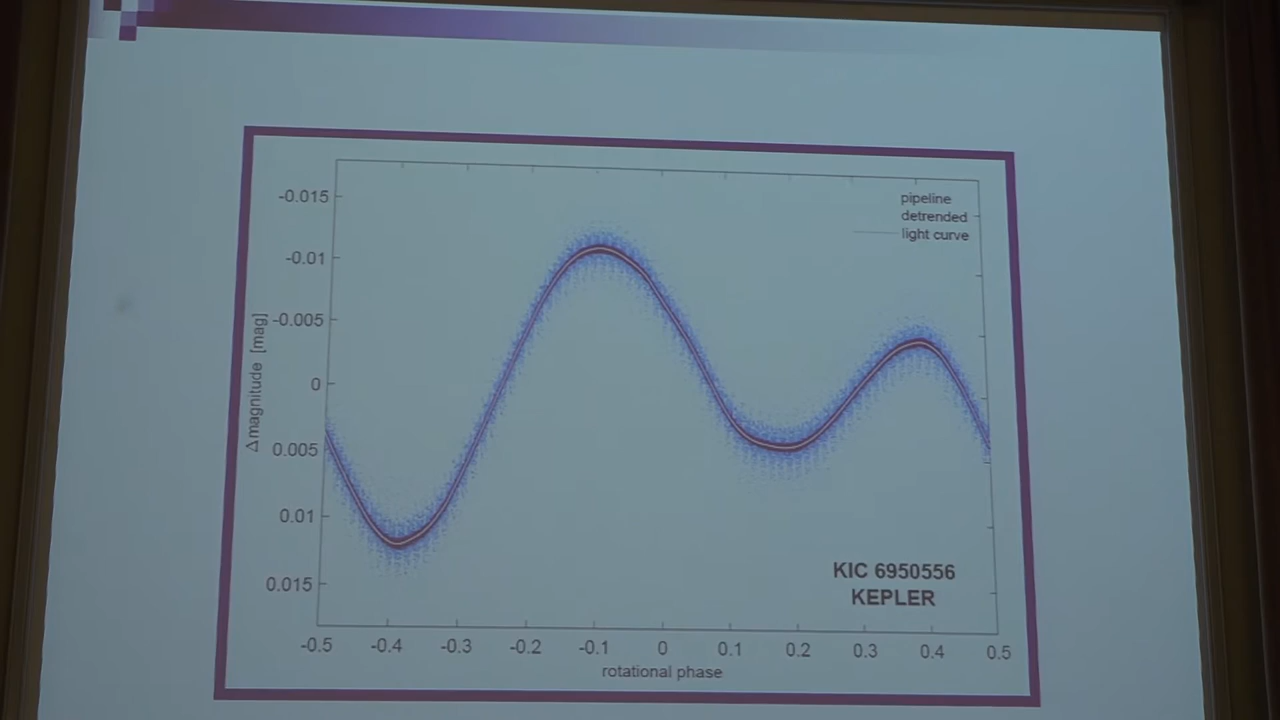 pipeline
detrended
light curve
-0.015
-0.01
-0.005
0
0.005
0.01
0.015
Δmagnitude [mag]
KIC 6950556
KEPLER
-0.5 -0.4 -0.3 -0.2 -0.1 0 0.1 0.2 0.3 0.4 0.5
rotational phase